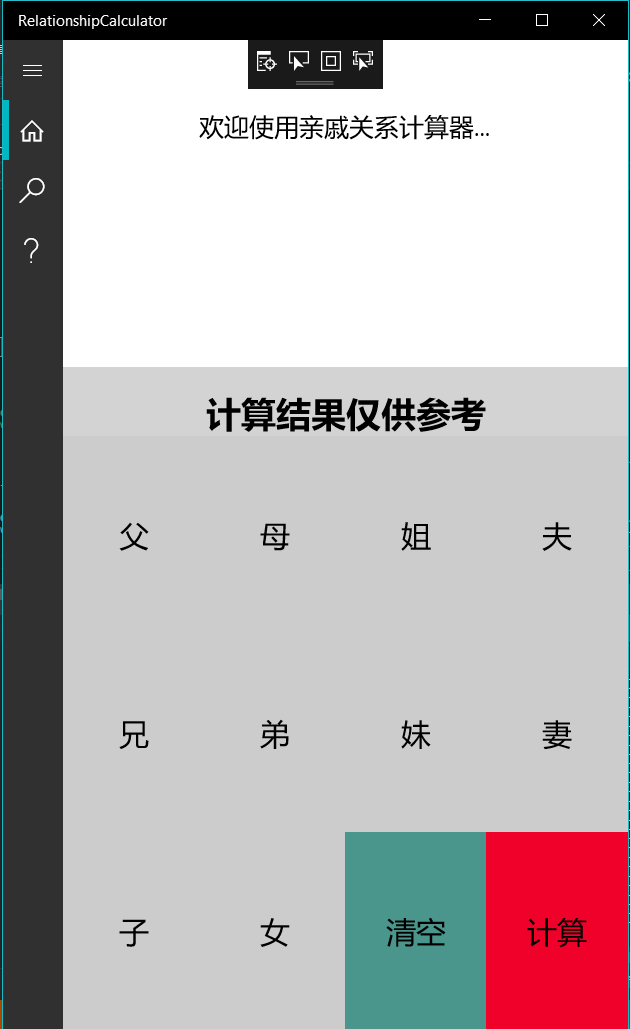 RelationshipCalculator
欢迎使用亲戚关系计算器...
计算结果仅供参考
父 母 姐 夫
兄 弟 妹 妻
子 女 清空 计算